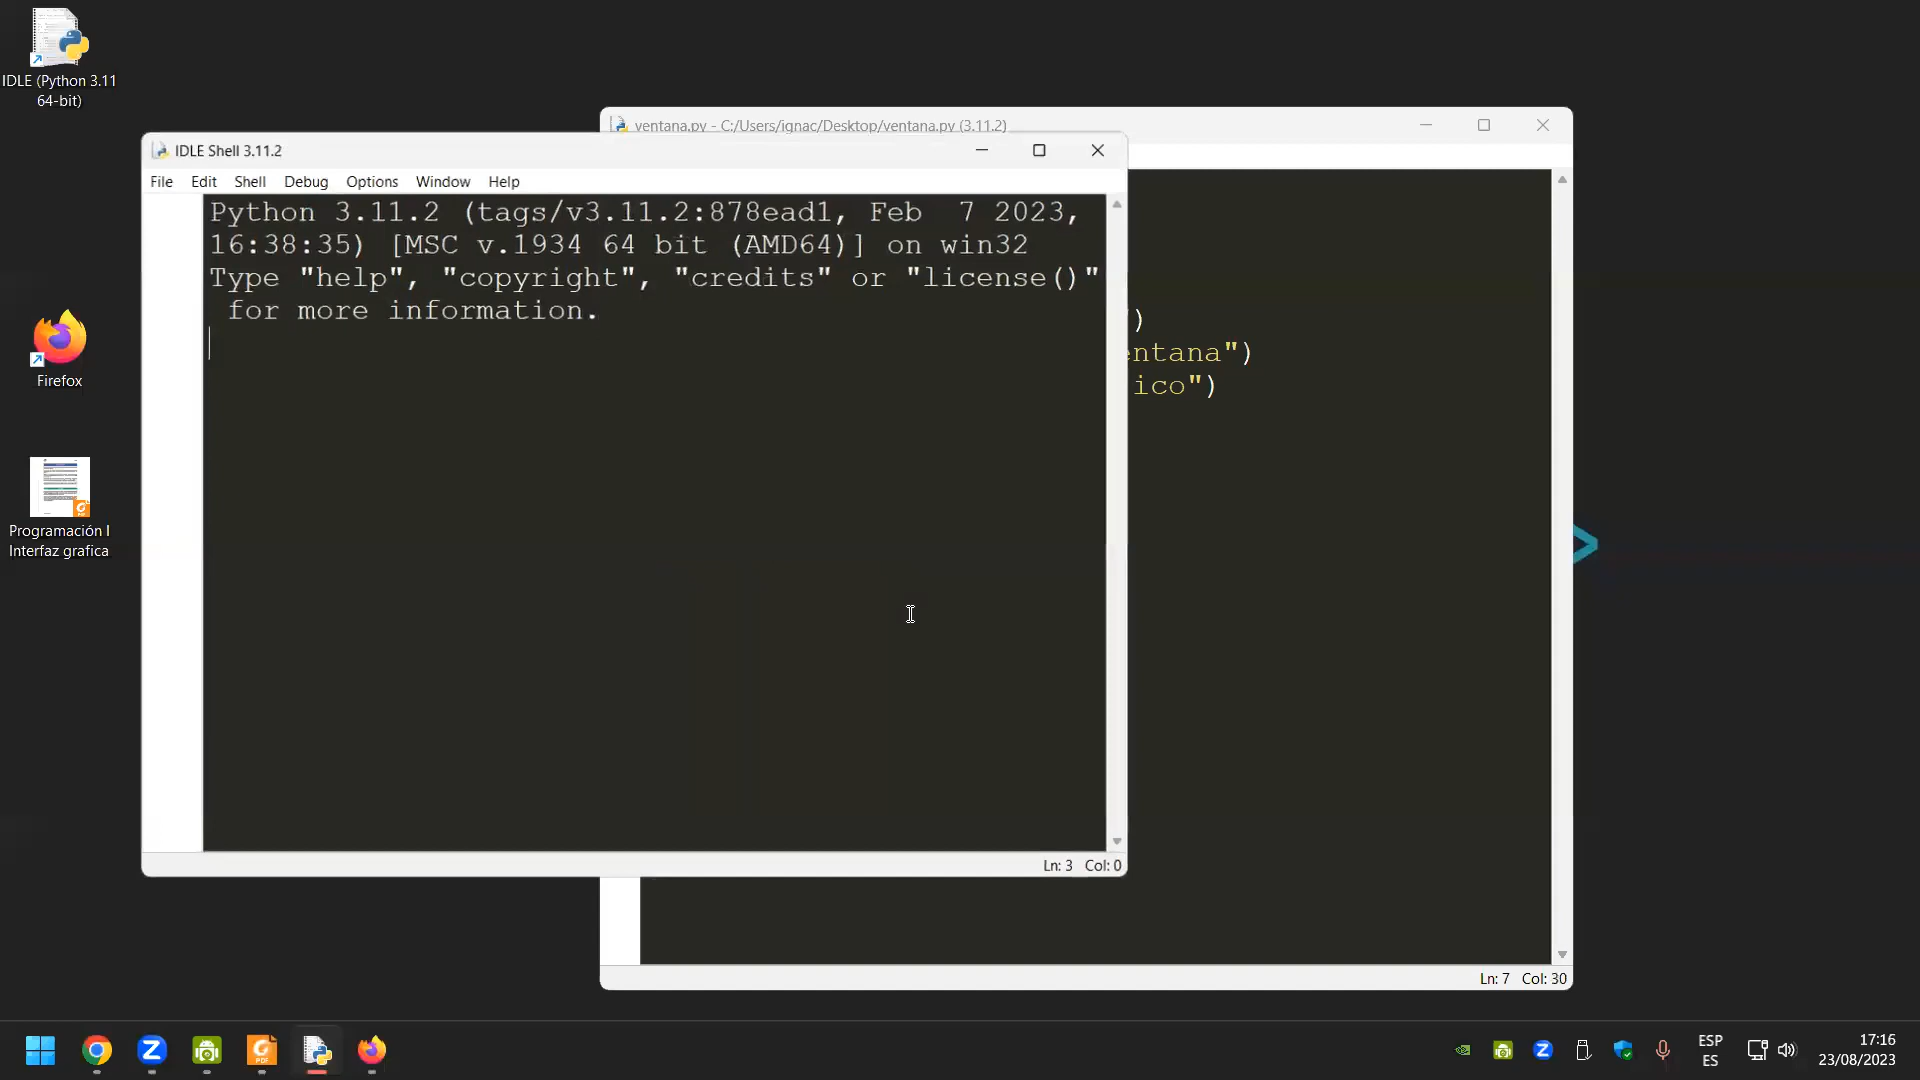 IDLE (Python 3.11
64-bit)
Firefox
Programación I
Interfaz grafica
ventana.py - C:/Users/ignac/Desktop/ventana.py (3.11.2)
IDLE Shell 3.11.2
File Edit Shell Debug Options Window Help
Python 3.11.2 (tags/v3.11.2:878ead1, Feb  7 2023,
16:38:35) [MSC v.1934 64 bit (AMD64)] on win32
Type "help", "copyright", "credits" or "license()"
 for more information.
)
entana")
ico")
Ln: 3 Col: 0
Ln: 7 Col: 30
ESP
ES
17:16
23/08/2023